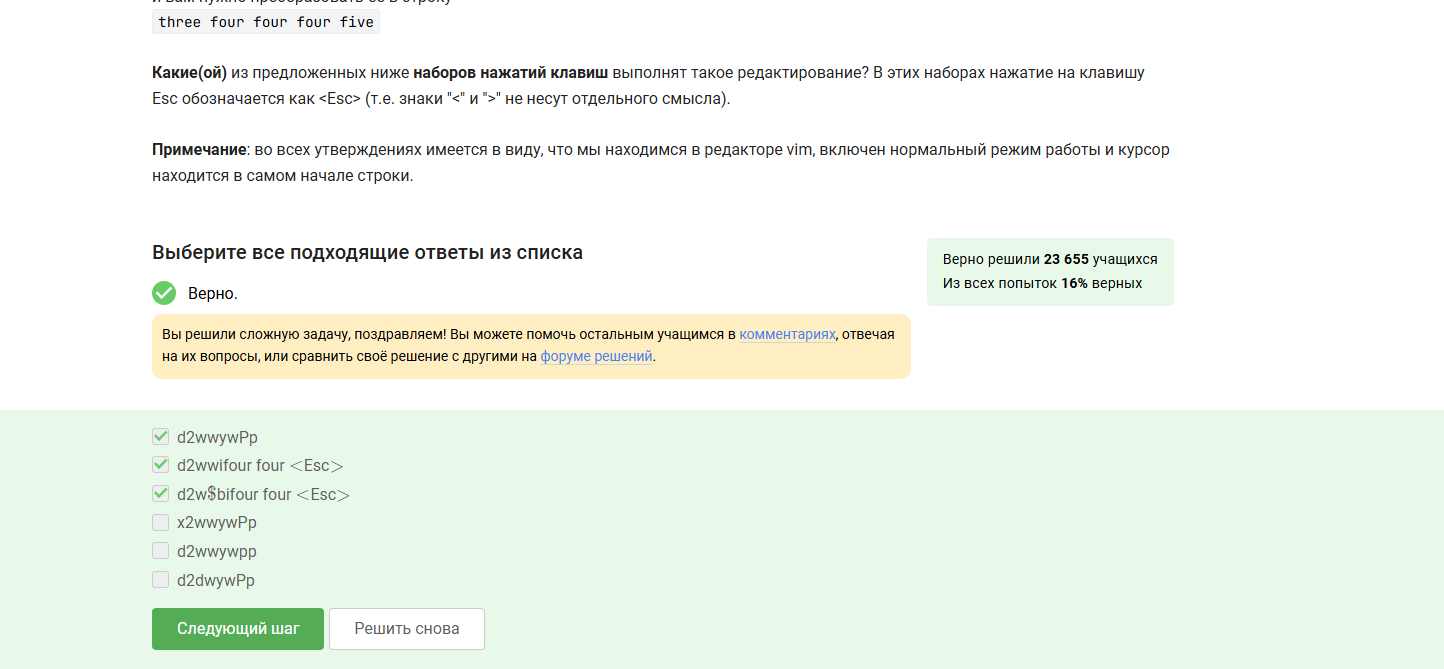 и вам нужно преобразовать её в строку
three four four four five
Какие(ой) из предложенных ниже наборов нажатий клавиш выполнят такое редактирование? В этих наборах нажатие на клавишу
Esc обозначается как <Esc> (т.е. знаки "<" и ">" не несут отдельного смысла).
Примечание: во всех утверждениях имеется в виду, что мы находимся в редакторе vim, включен нормальный режим работы и курсор
находится в самом начале строки.
Выберите все подходящие ответы из списка
Верно решили 23 655 учащихся
Из всех попыток 16% верных
Верно.
Вы решили сложную задачу, поздравляем! Вы можете помочь остальным учащимся в комментариях, отвечая
на их вопросы, или сравнить своё решение с другими на форуме решений.
d2wwywPp
d2wwifour four <Esc>
d2w$bifour four <Esc>
x2wwywPp
d2wwywpp
d2dwywPp
Следующий шаг
Решить снова